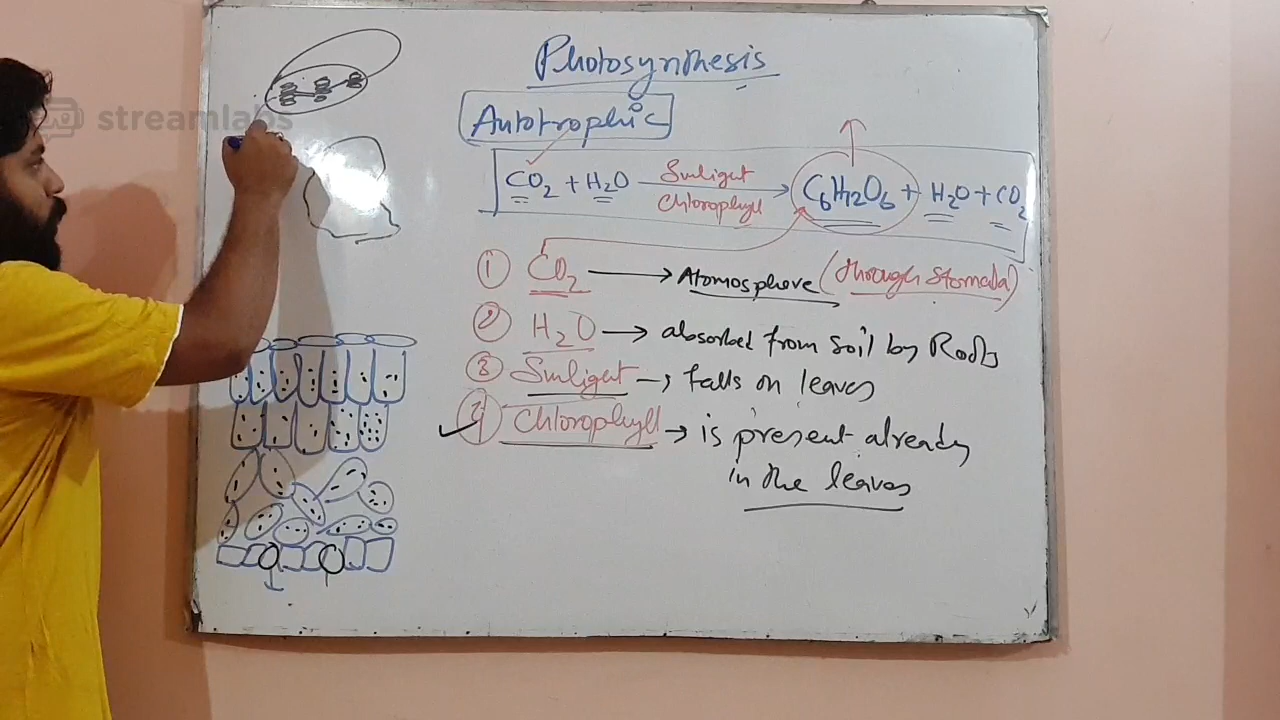 Photosynthesis
streamlabs
Autotrophic
CO2 + H2O Sunlight Chlorophyll → C6H12O6 + H2O + CO2
① CO2 → Atomosphere (through Stomata)
② H2O → absorbed from Soil by Roots
③ Sunlight → falls on leaves
④ Chlorophyll → is present already
in the leaves